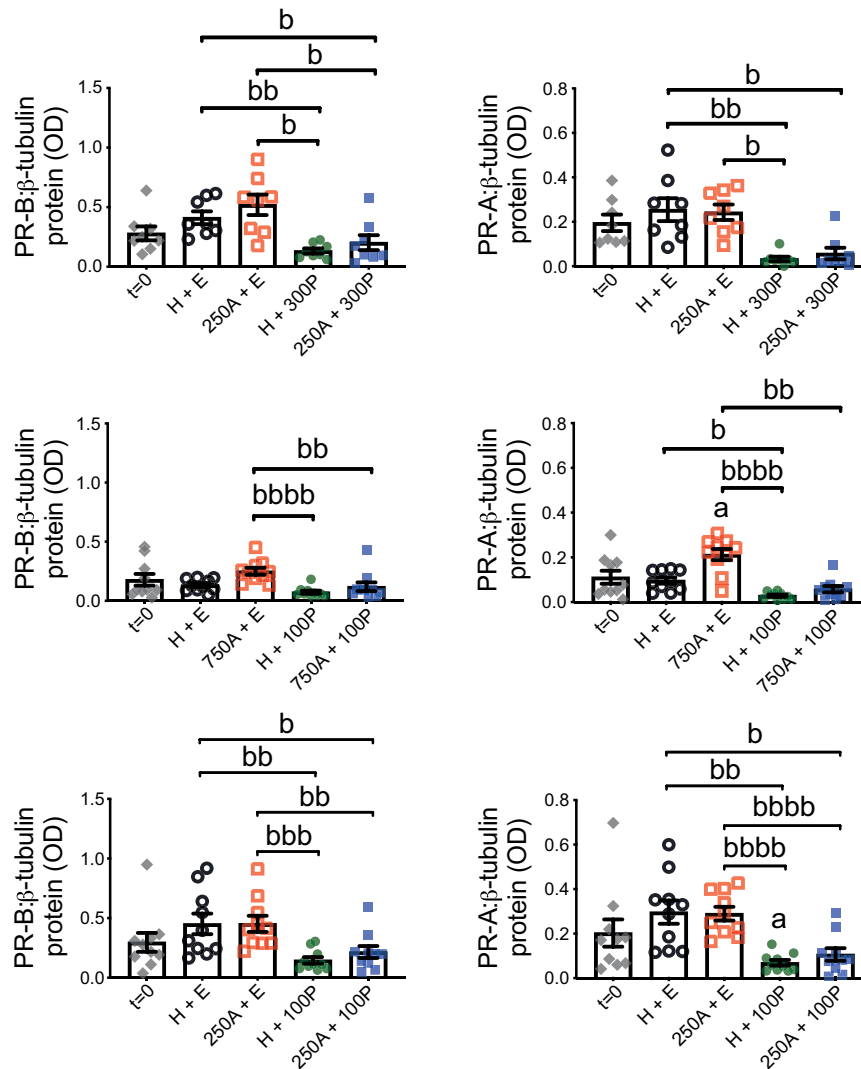 b
b
bb
b
PR-B:β-tubulin
protein (OD)
1.5
1.0
0.5
0.0
t=0
H + E
250A + E
H + 300P
250A + 300P
b
bb
b
PR-A:β-tubulin
protein (OD)
0.8
0.6
0.4
0.2
0.0
t=0
H + E
250A + E
H + 300P
250A + 300P
bb
bbbb
PR-B:β-tubulin
protein (OD)
1.5
1.0
0.5
0.0
t=0
H + E
750A + E
H + 100P
750A + 100P
bb
b
bbbb
a
PR-A:β-tubulin
protein (OD)
0.8
0.6
0.4
0.2
0.0
t=0
H + E
750A + E
H + 100P
750A + 100P
b
bb
bb
bbb
PR-B:β-tubulin
protein (OD)
1.5
1.0
0.5
0.0
t=0
H + E
250A + E
H + 100P
250A + 100P
b
bb
bbbb
bbbb
a
PR-A:β-tubulin
protein (OD)
0.8
0.6
0.4
0.2
0.0
t=0
H + E
250A + E
H + 100P
250A + 100P